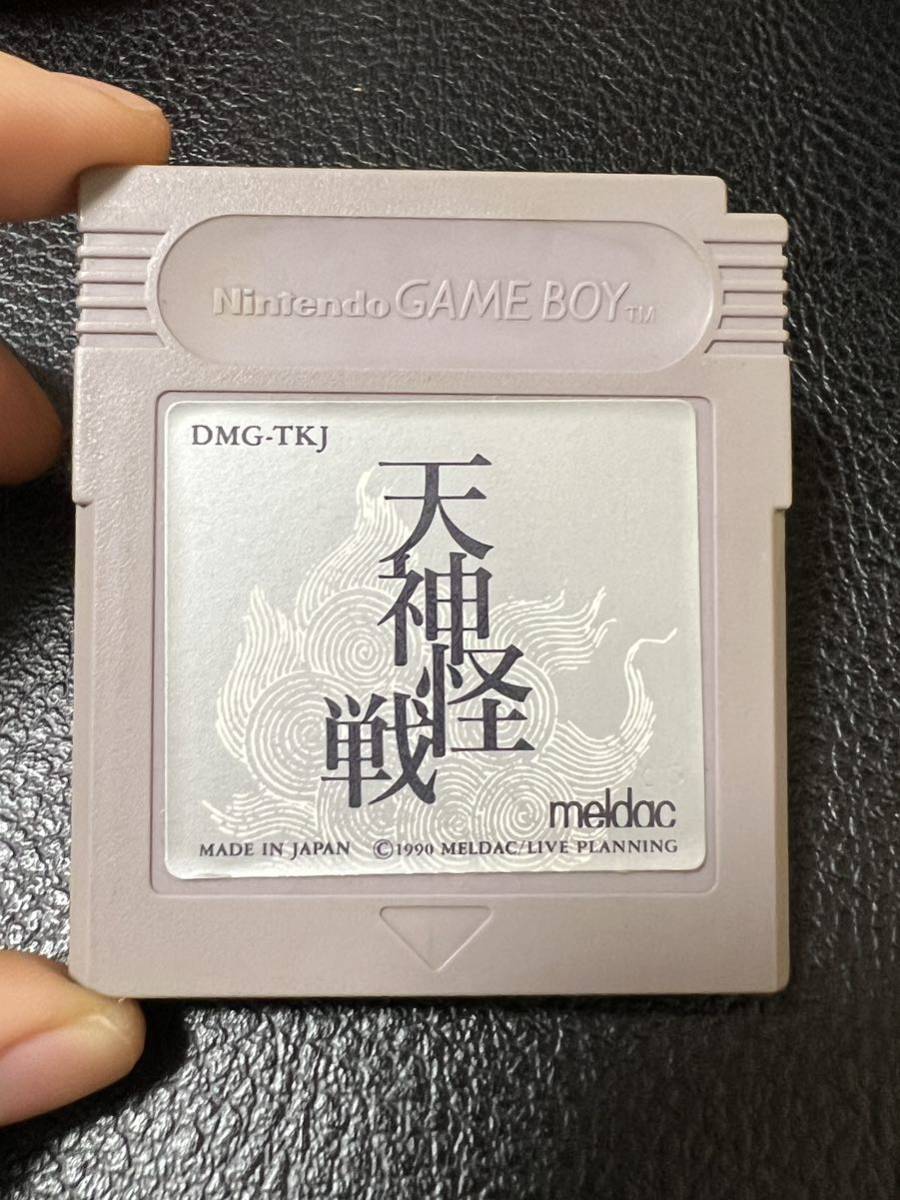 Nintendo GAME BOY TM
DMG-TKJ
天神怪戦
meldac
MADE IN JAPAN ©1990 MELDAC/LIVE PLANNING